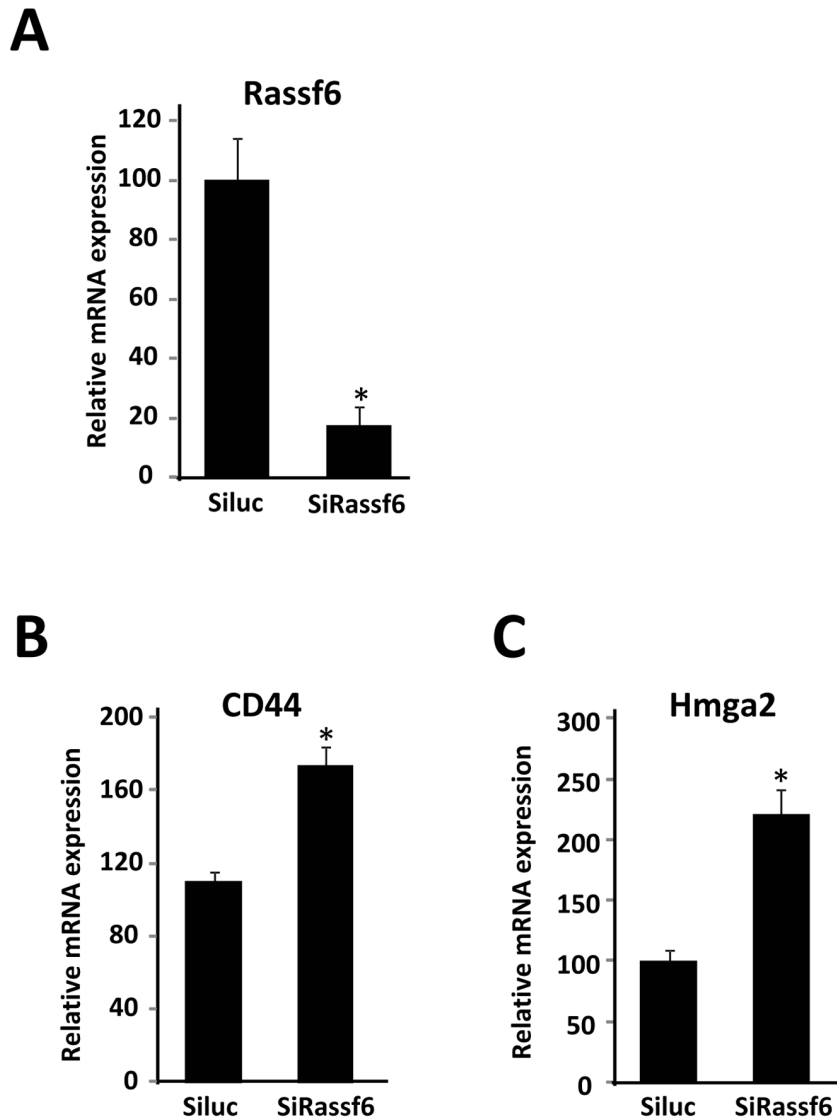 A
Rassf6
Relative mRNA expression
120
100
80
60
40
20
0
*
Siluc SiRassf6
B
CD44
Relative mRNA expression
200
160
120
80
40
0
*
Siluc SiRassf6
C
Hmga2
Relative mRNA expression
300
250
200
150
100
50
0
*
Siluc SiRassf6